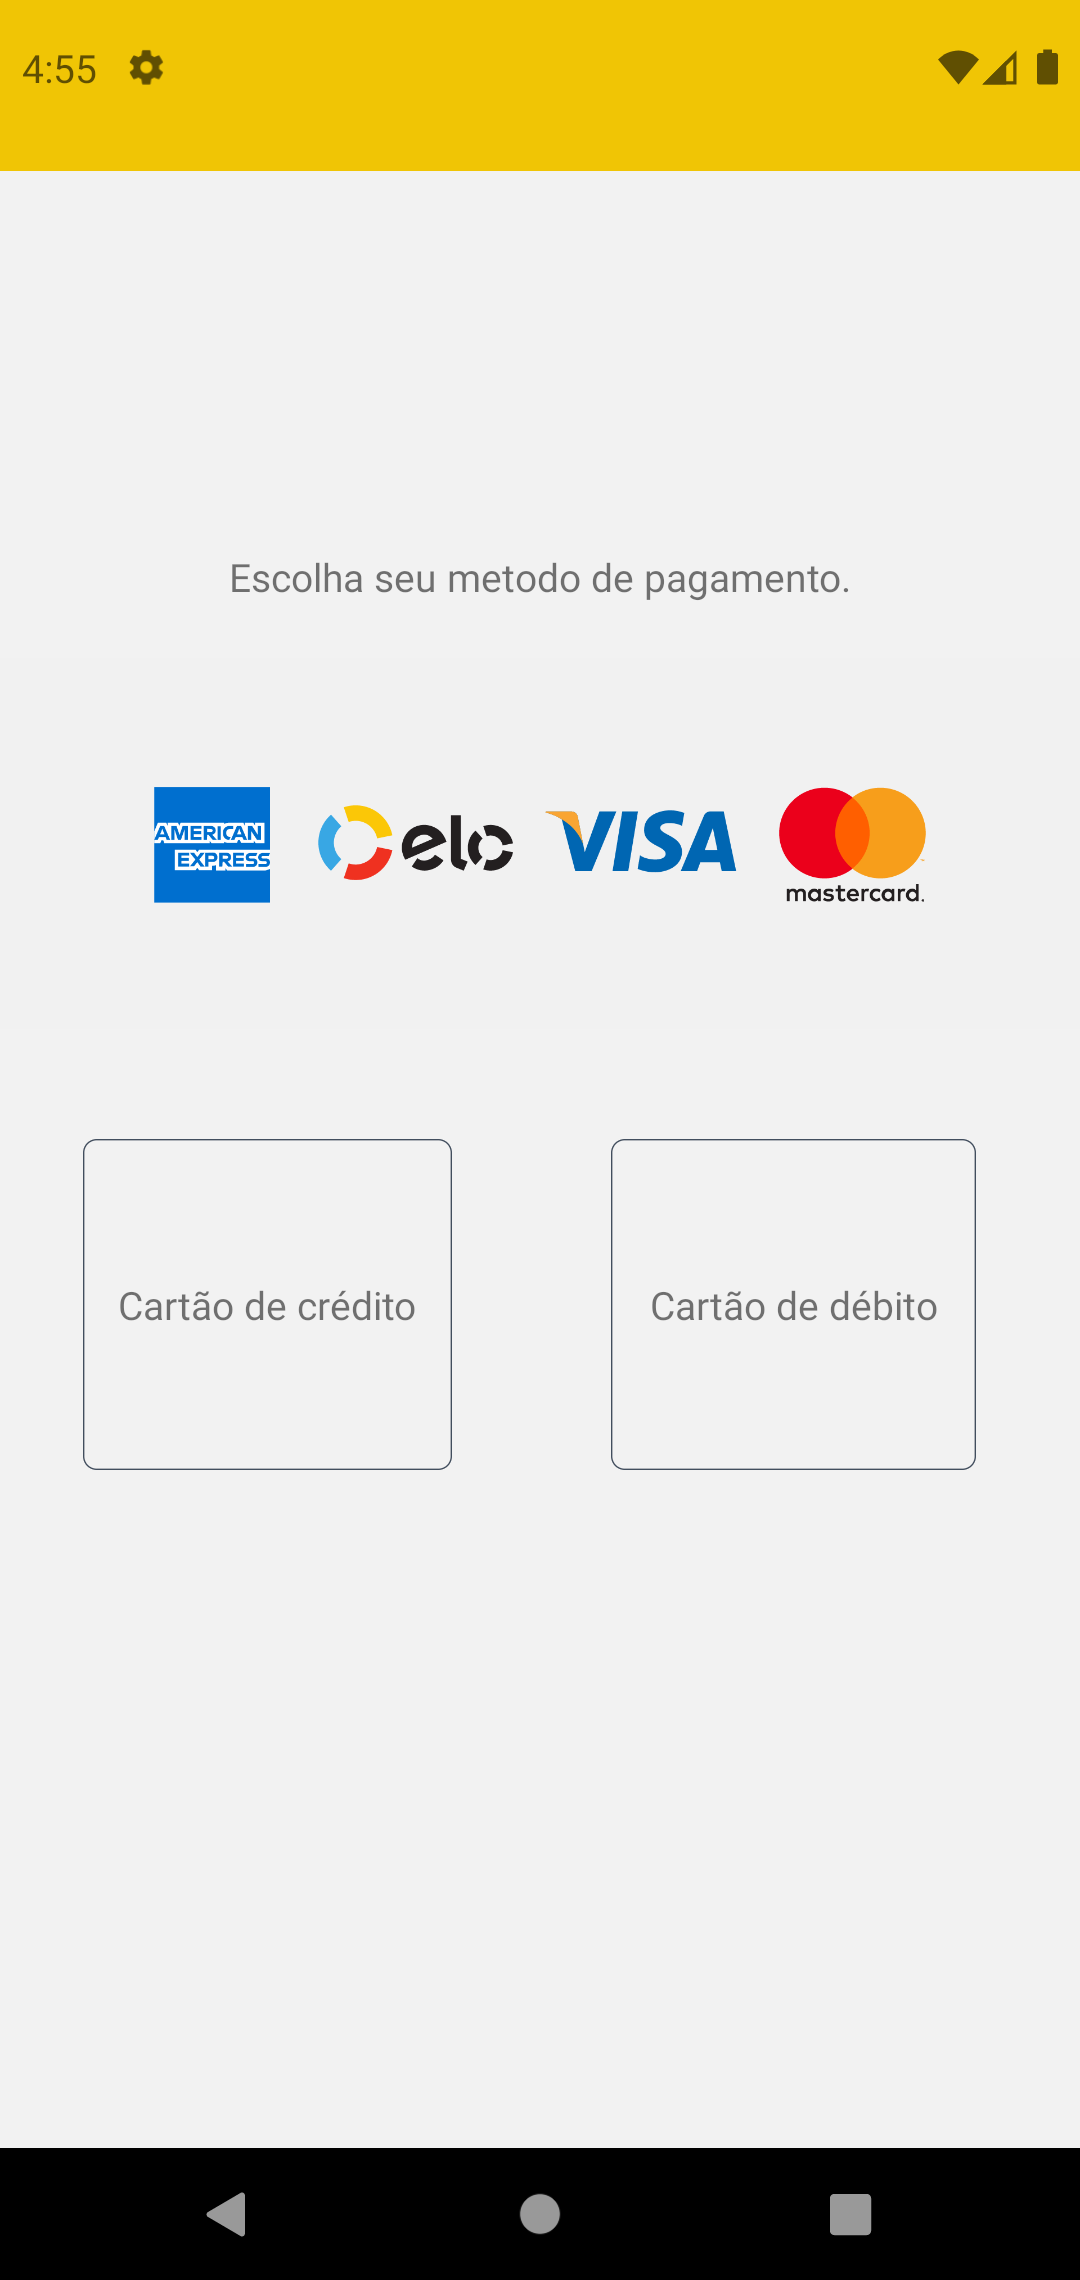 4:55
Escolha seu metodo de pagamento.
AMERICAN
EXPRESS
elo
VISA
mastercard.
Cartão de crédito
Cartão de débito